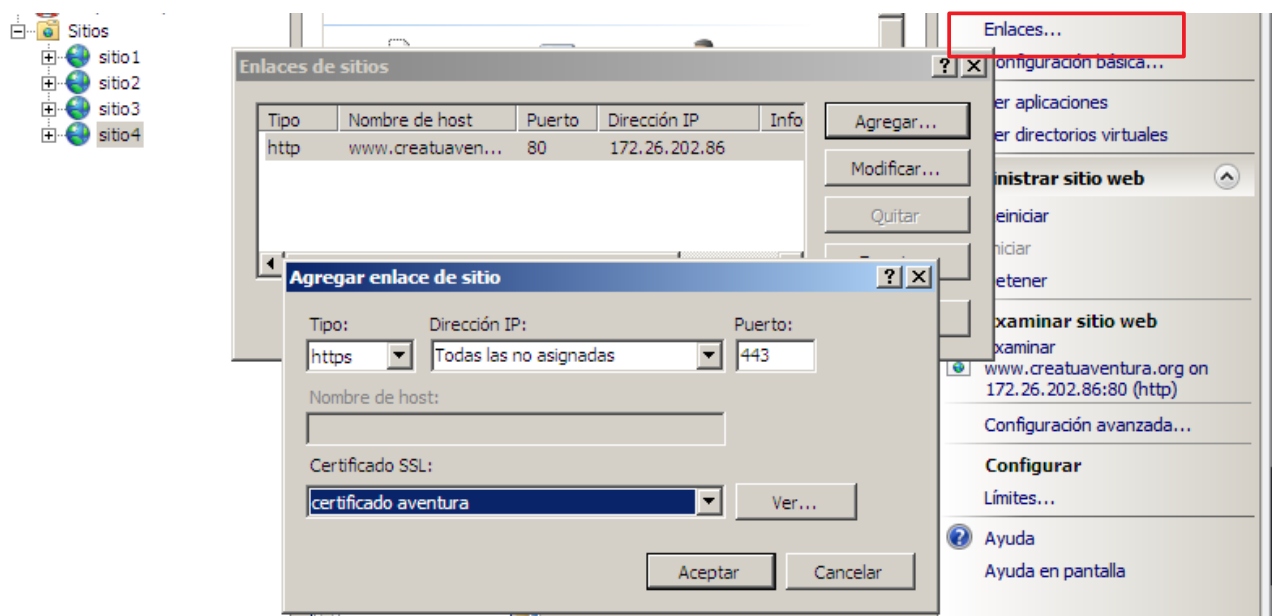 Sitios
sitio1
sitio2
sitio3
sitio4
Enlaces de sitios
Tipo Nombre de host Puerto Dirección IP Info
http www.creatuaven... 80 172.26.202.86
Agregar...
Modificar...
Quitar
Agregar enlace de sitio
Tipo: Dirección IP: Puerto:
https Todas las no asignadas 443
Nombre de host:
Certificado SSL:
certificado aventura Ver...
Aceptar Cancelar
Enlaces...
onfiguración básica...
er aplicaciones
er directorios virtuales
inistrar sitio web
einiciar
niciar
etener
xaminar sitio web
xaminar
www.creatuaventura.org on
172.26.202.86:80 (http)
Configuración avanzada...
Configurar
Límites...
Ayuda
Ayuda en pantalla